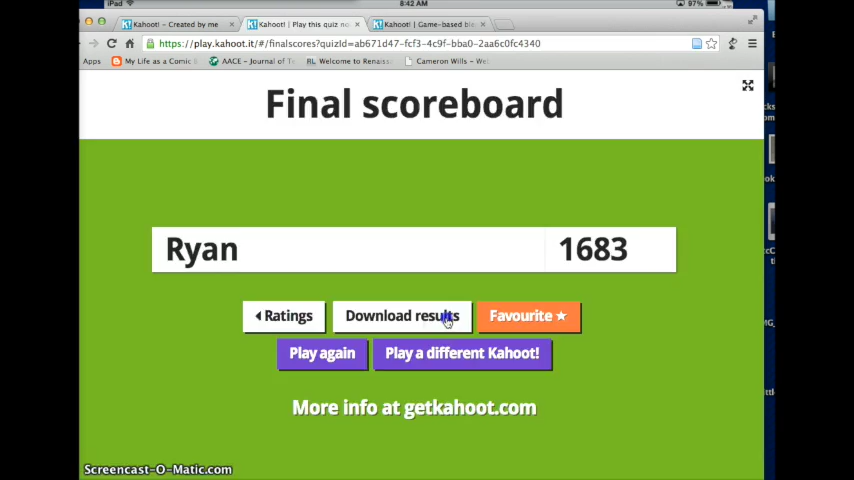 iPad 8:42 AM 97%
Kahoot! - Created by me × Kahoot! | Play this quiz no × Kahoot! | Game-based ble ×
https://play.kahoot.it/#/finalscores?quizId=ab671d47-fcf3-4c9f-bba0-2aa6c0fc4340
Apps My Life as a Comic AACE - Journal of T RL Welcome to Renaiss Cameron Wills - We
Final scoreboard
Ryan 1683
Ratings Download results Favourite ★
Play again Play a different Kahoot!
More info at getkahoot.com
Screencast-O-Matic.com